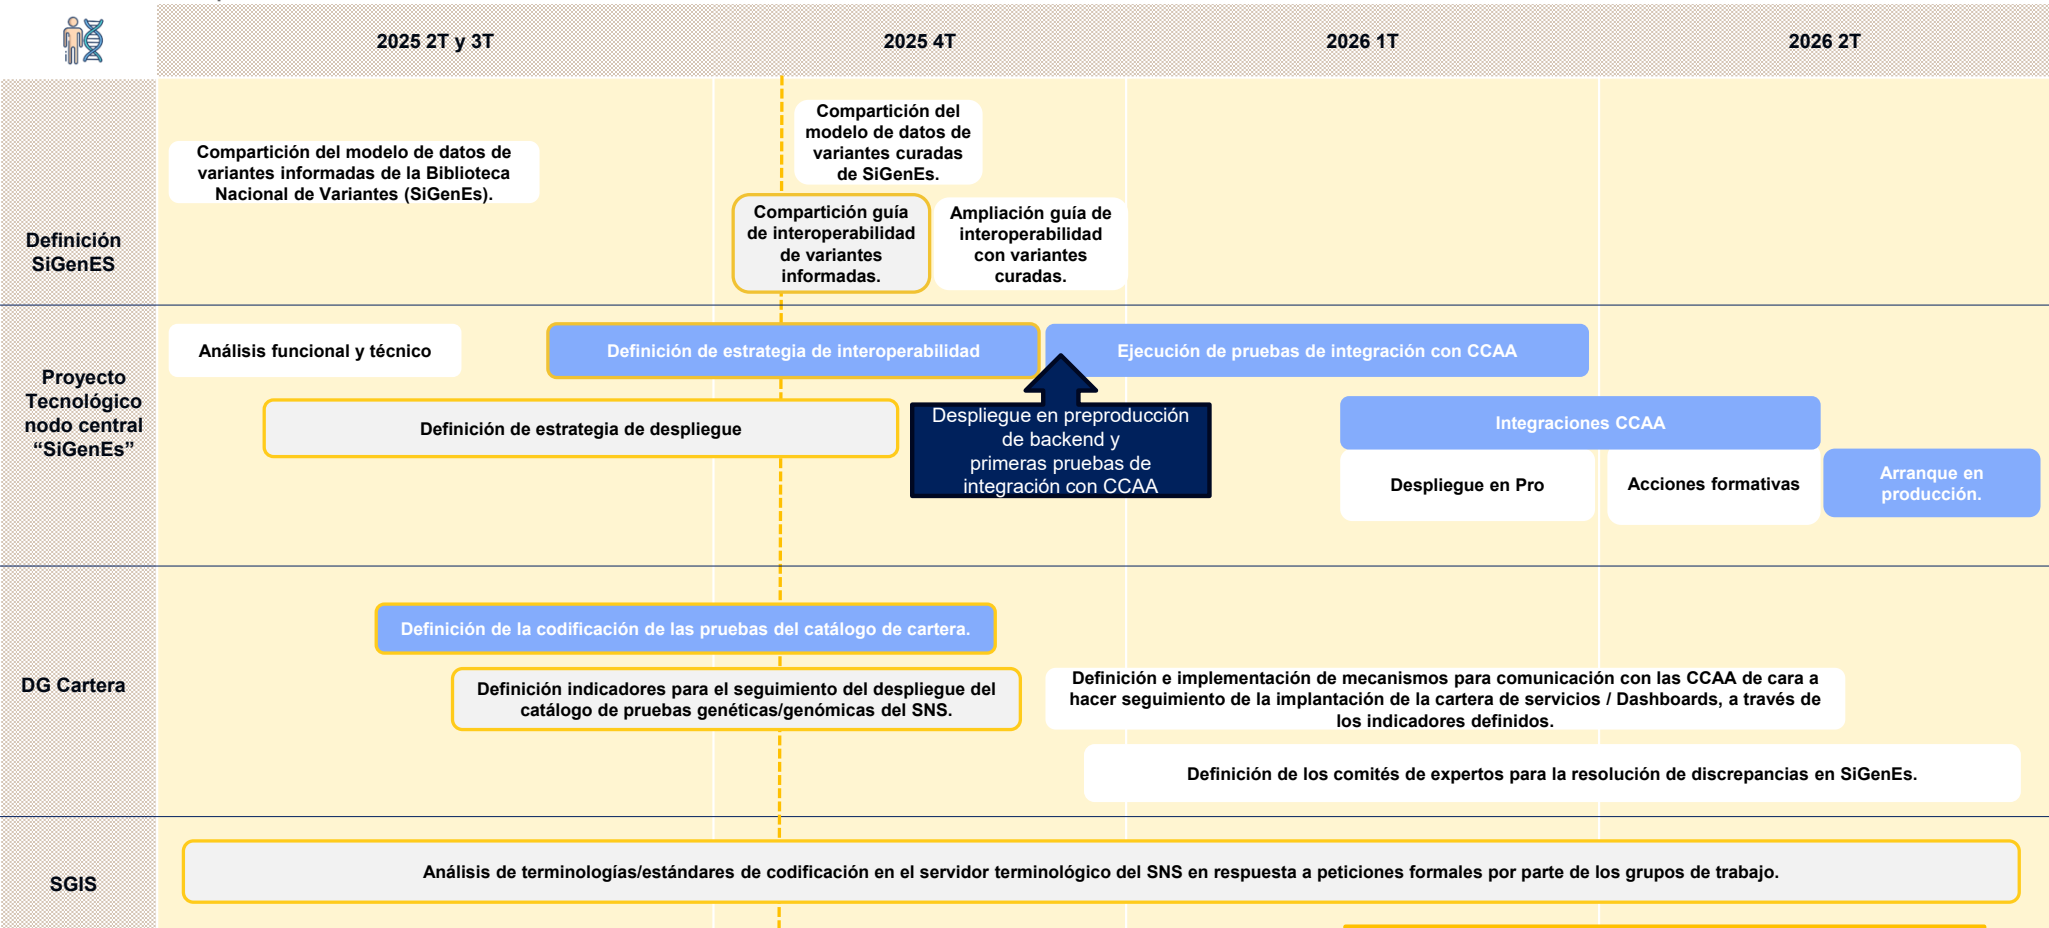 2025 2T y 3T
2025 4T
2026 1T
2026 2T
Definición
SiGenES
Compartición del modelo de datos de
variantes informadas de la Biblioteca
Nacional de Variantes (SiGenEs).
Compartición del
modelo de datos de
variantes curadas
de SiGenEs.
Compartición guía
de interoperabilidad
de variantes
informadas.
Ampliación guía de
interoperabilidad
con variantes
curadas.
Proyecto
Tecnológico
nodo central
“SiGenEs”
Análisis funcional y técnico
Definición de estrategia de interoperabilidad
Ejecución de pruebas de integración con CCAA
Definición de estrategia de despliegue
Despliegue en preproducción
de backend y
primeras pruebas de
integración con CCAA
Integraciones CCAA
Despliegue en Pro
Acciones formativas
Arranque en
producción.
DG Cartera
Definición de la codificación de las pruebas del catálogo de cartera.
Definición indicadores para el seguimiento del despliegue del
catálogo de pruebas genéticas/genómicas del SNS.
Definición e implementación de mecanismos para comunicación con las CCAA de cara a
hacer seguimiento de la implantación de la cartera de servicios / Dashboards, a través de
los indicadores definidos.
Definición de los comités de expertos para la resolución de discrepancias en SiGenEs.
SGIS
Análisis de terminologías/estándares de codificación en el servidor terminológico del SNS en respuesta a peticiones formales por parte de los grupos de trabajo.